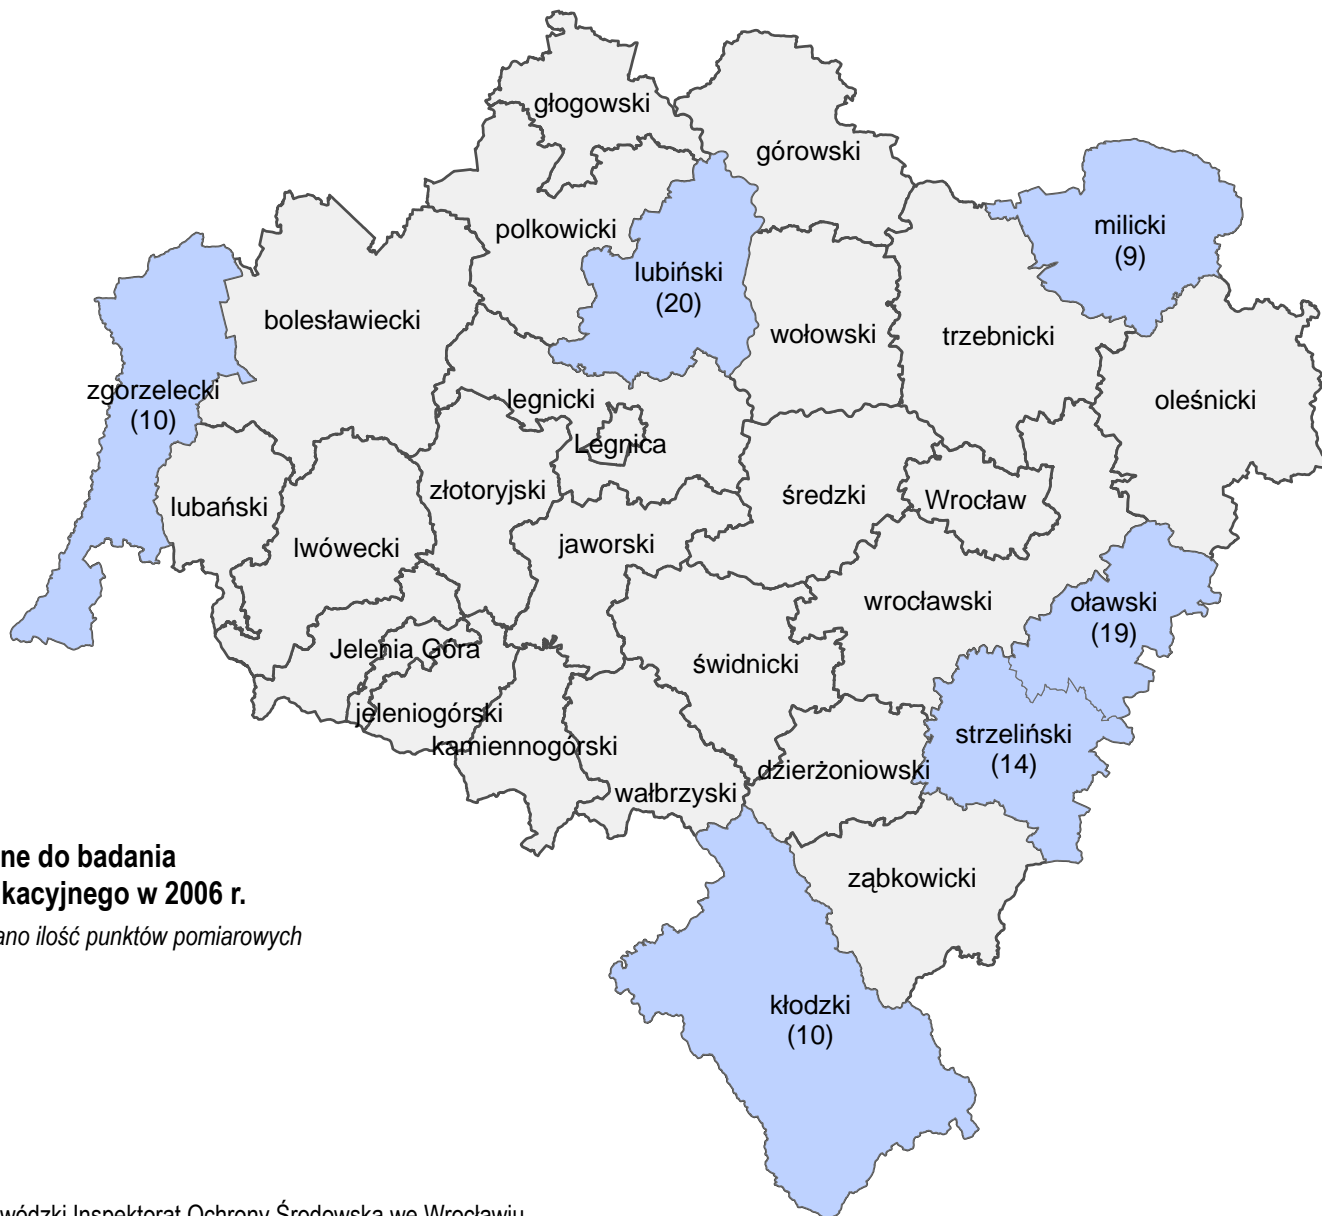 głogowski
górowski
milicki
(9)
polkowicki
lubiński
(20)
bolesławiecki
wołowski
trzebnicki
zgorzelecki
(10)
legnicki
oleśnicki
Legnica
lubański
złotoryjski
średzki
Wrocław
lwówecki
jaworski
wrocławski
oławski
(19)
Jelenia Góra
świdnicki
jeleniogórski
kamiennogórski
strzeliński
(14)
dzierżoniowski
wałbrzyski
ząbkowicki
kłodzki
(10)
ne do badania
kacyjnego w 2006 r.
ano ilość punktów pomiarowych
wódzki Inspektorat Ochrony Środowiska we Wrocławiu